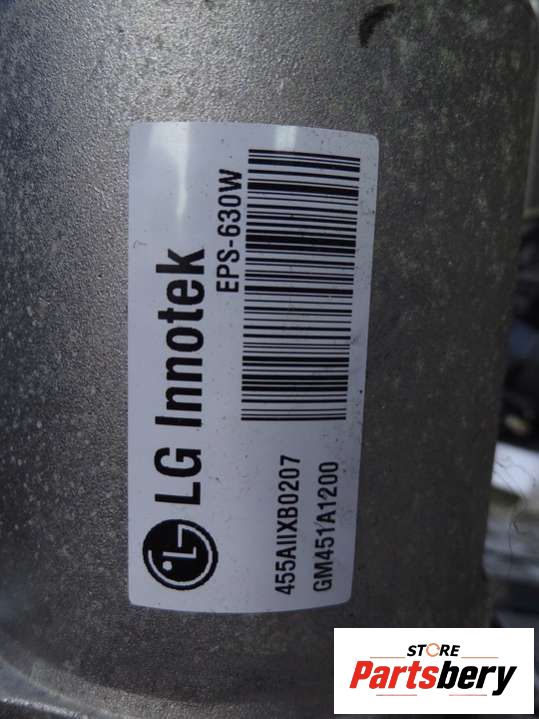 LG Innotek
EPS-630W
455AIIXB0207
GM451A1200
STORE
Partsbery